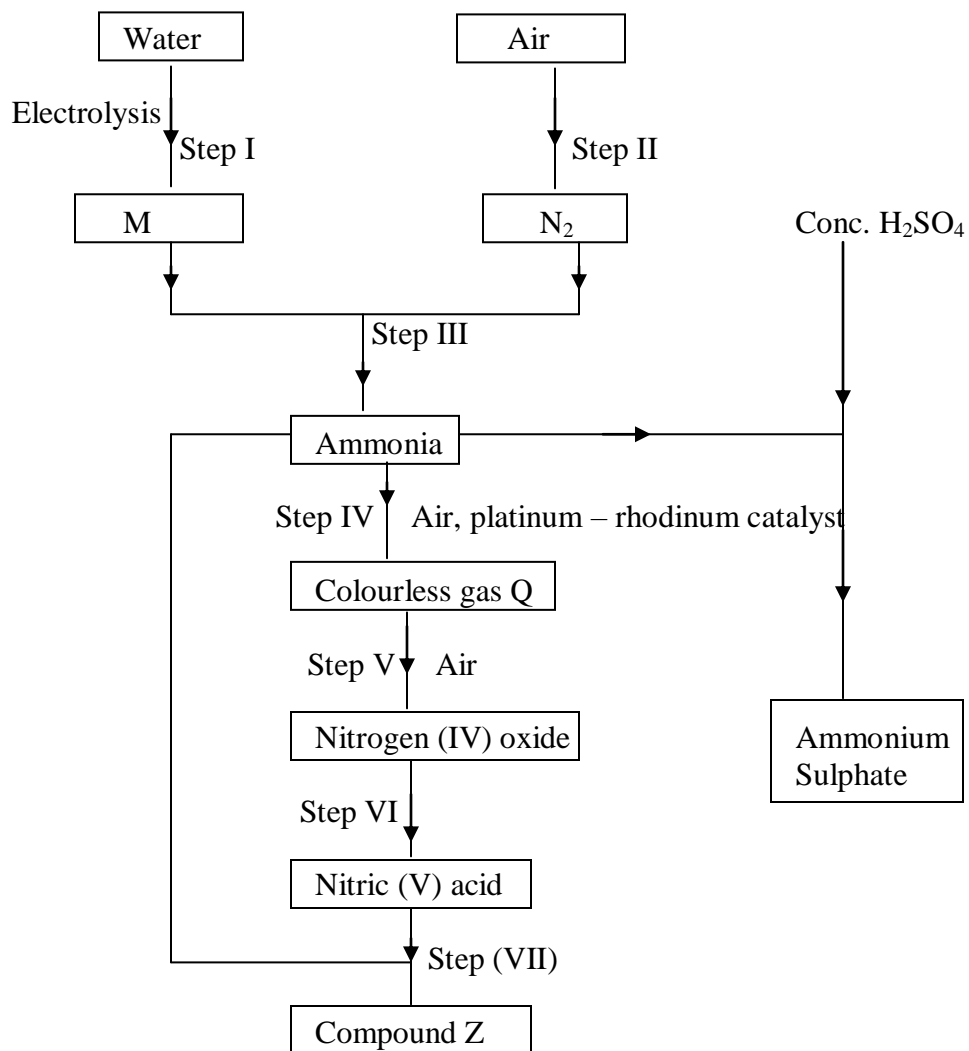 Water
Air
Electrolysis
Step I
Step II
M
N₂
Conc. H₂SO₄
Step III
Ammonia
Step IV
Air, platinum – rhodinum catalyst
Colourless gas Q
Step V
Air
Nitrogen (IV) oxide
Ammonium
Sulphate
Step VI
Nitric (V) acid
Step (VII)
Compound Z